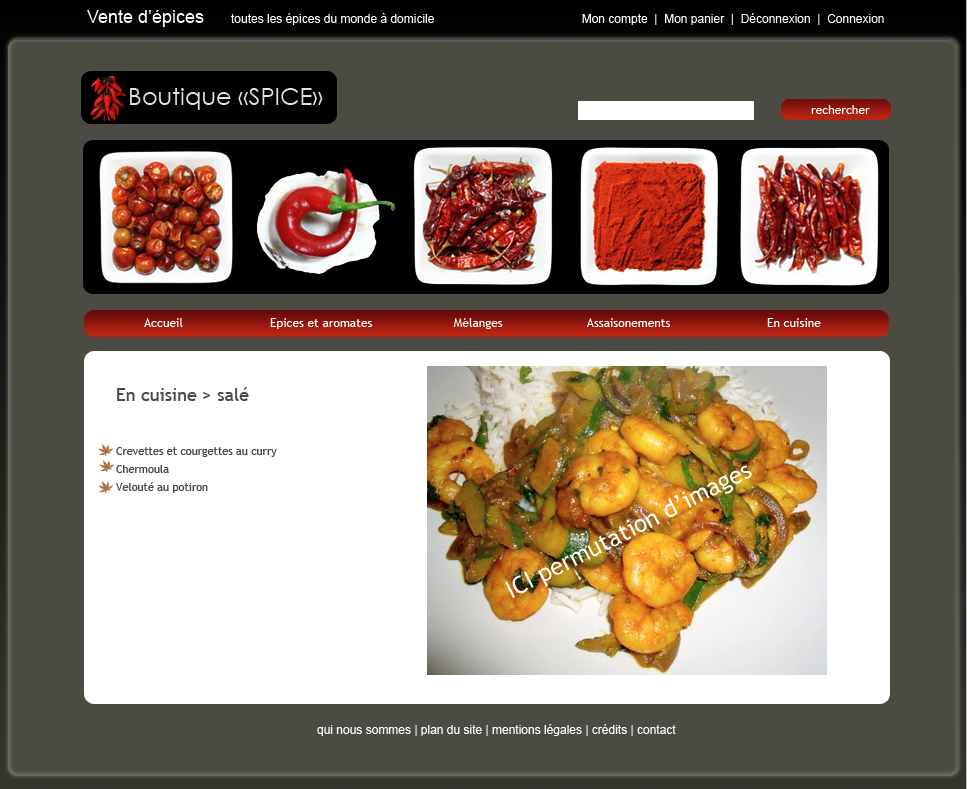 Vente d'épices toutes les épices du monde à domicile Mon compte | Mon panier | Déconnexion | Connexion
Boutique «SPICE»
rechercher
Accueil Epices et aromates Mélanges Assaisonements En cuisine
En cuisine > salé
Crevettes et courgettes au curry
Chermoula
Velouté au potiron
ICI permutation d'images
qui nous sommes | plan du site | mentions légales | crédits | contact